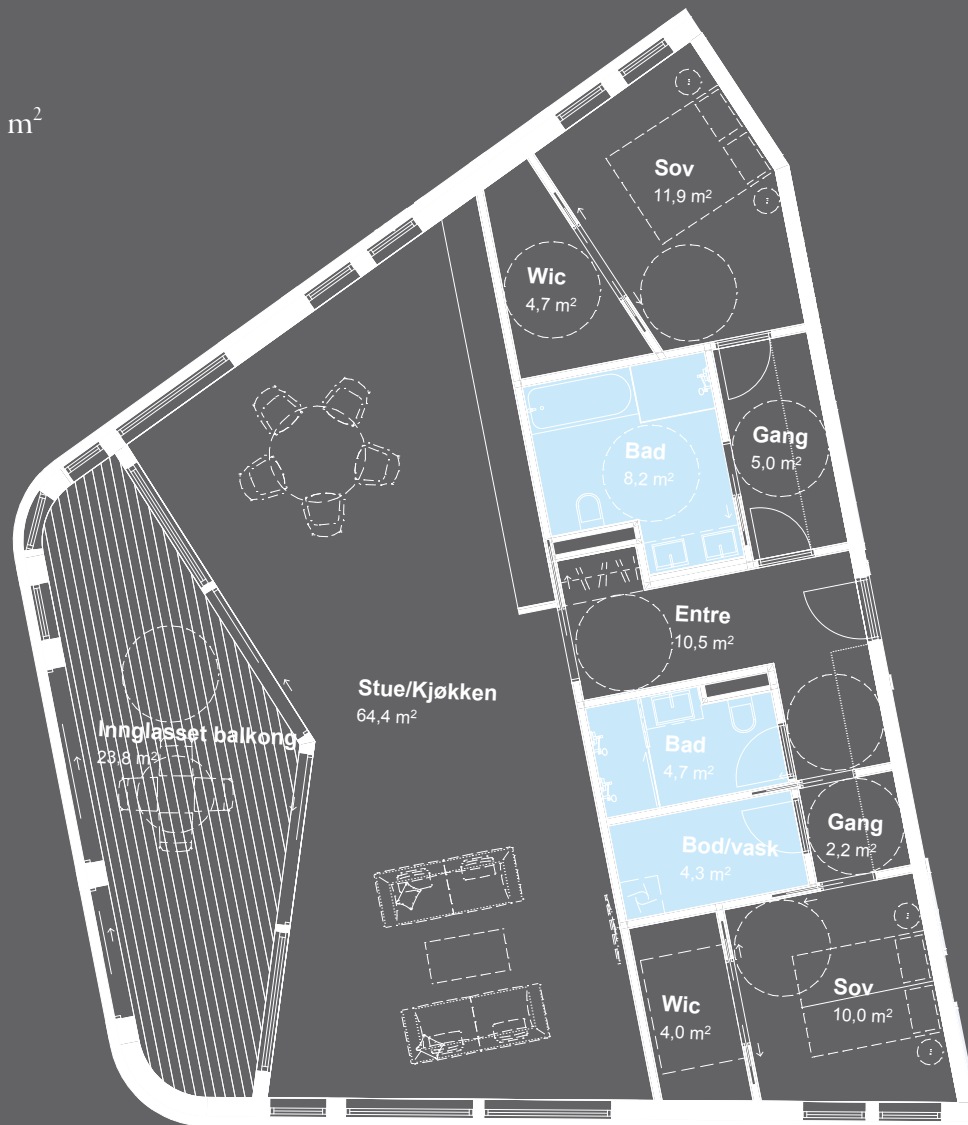 m²
Sov
11,9 m²
Wic
4,7 m²
Gang
5,0 m²
Bad
8,2 m²
Entre
10,5 m²
Stue/Kjøkken
64,4 m²
Innglasset balkong
23,8 m²
Bad
4,7 m²
Gang
2,2 m²
Bod/vask
4,3 m²
Sov
10,0 m²
Wic
4,0 m²